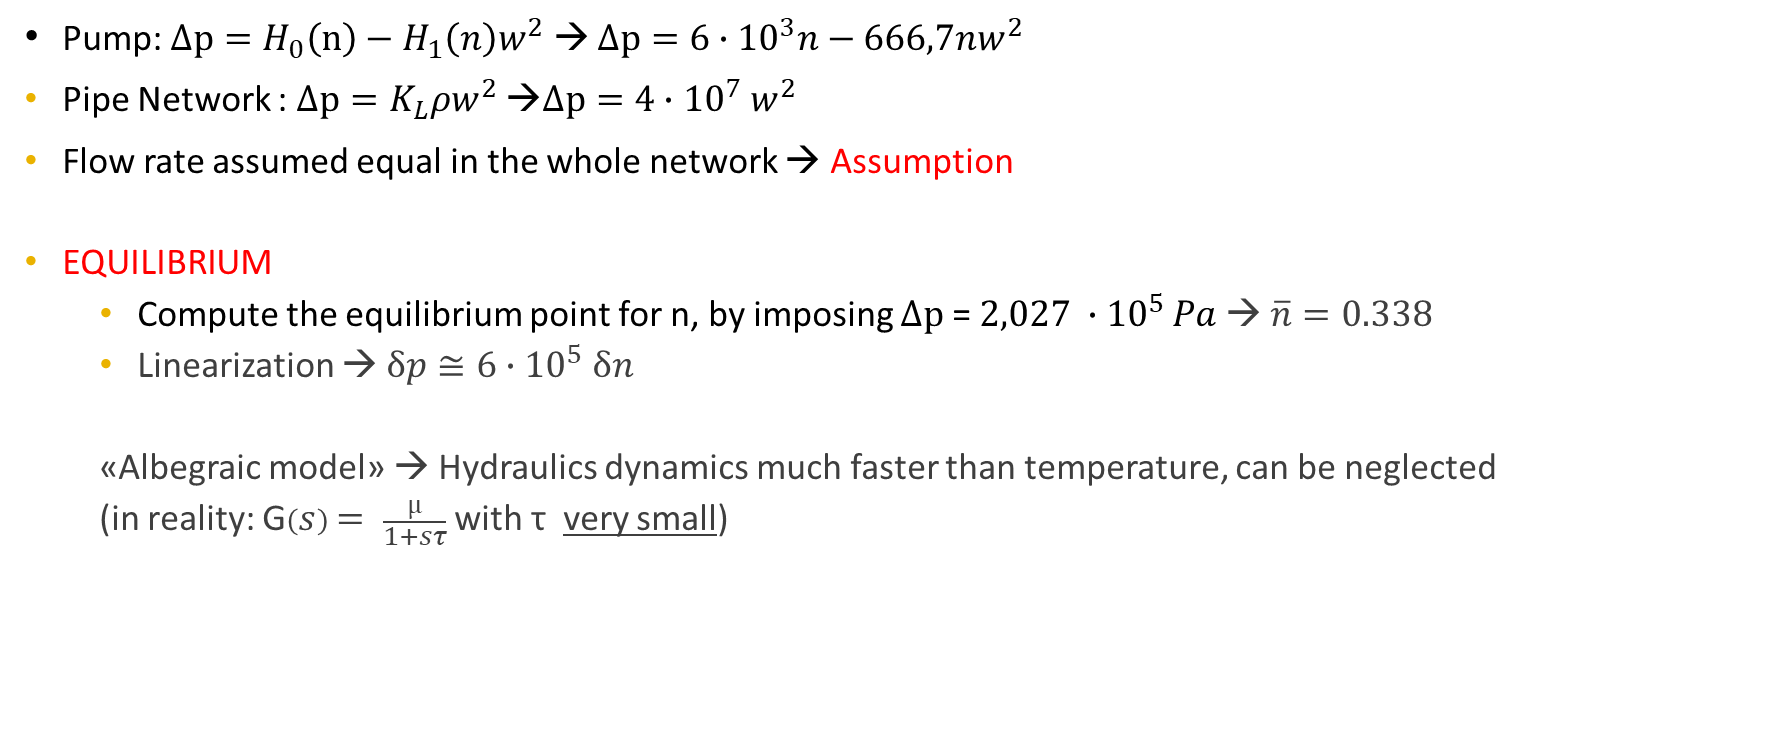 • Pump: Δp = H₀(n) − H₁(n)w² → Δp = 6 · 10³n − 666,7nw²
• Pipe Network : Δp = K_Lρw² →Δp = 4 · 10⁷ w²
• Flow rate assumed equal in the whole network → Assumption
• EQUILIBRIUM
• Compute the equilibrium point for n, by imposing Δp = 2,027 · 10⁵ Pa → n̅ = 0.338
• Linearization → δp ≅ 6 · 10⁵ δn
«Albegraic model» → Hydraulics dynamics much faster than temperature, can be neglected
(in reality: G(s) = μ/(1+sτ) with τ very small)